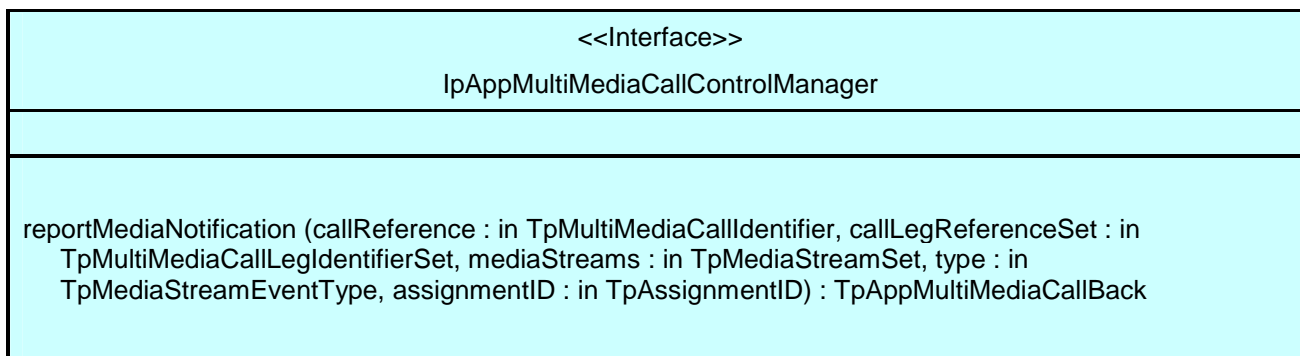 <<Interface>>
IpAppMultiMediaCallControlManager
reportMediaNotification (callReference : in TpMultiMediaCallIdentifier, callLegReferenceSet : in
TpMultiMediaCallLegIdentifierSet, mediaStreams : in TpMediaStreamSet, type : in
TpMediaStreamEventType, assignmentID : in TpAssignmentID) : TpAppMultiMediaCallBack